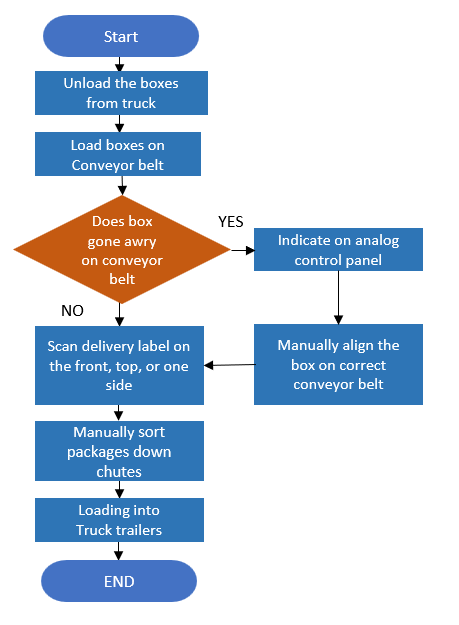 Start
Unload the boxes
from truck
Load boxes on
Conveyor belt
Does box
gone awry
on conveyor
belt
YES
Indicate on analog
control panel
NO
Scan delivery label on
the front, top, or one
side
Manually align the
box on correct
conveyor belt
Manually sort
packages down
chutes
Loading into
Truck trailers
END